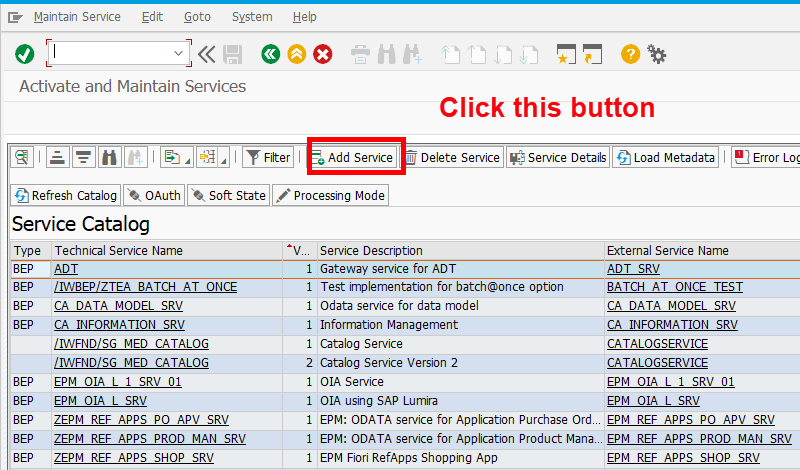 Maintain Service Edit Goto System Help
Activate and Maintain Services
Click this button
Filter Add Service Delete Service Service Details Load Metadata Error Log
Refresh Catalog OAuth Soft State Processing Mode
Service Catalog
Type Technical Service Name V... Service Description External Service Name
BEP ADT 1 Gateway service for ADT ADT_SRV
BEP /IWBEP/ZTEA_BATCH_AT_ONCE 1 Test implementation for batch@once option BATCH_AT_ONCE_TEST
BEP CA_DATA_MODEL_SRV 1 Odata service for data model CA_DATA_MODEL_SRV
BEP CA_INFORMATION_SRV 1 Information Management CA_INFORMATION_SRV
/IWFND/SG_MED_CATALOG 1 Catalog Service CATALOGSERVICE
/IWFND/SG_MED_CATALOG 2 Catalog Service Version 2 CATALOGSERVICE
BEP EPM_OIA_L_1_SRV_01 1 OIA Service EPM_OIA_L_1_SRV_01
BEP EPM_OIA_L_SRV 1 OIA using SAP Lumira EPM_OIA_L_SRV
BEP ZEPM_REF_APPS_PO_APV_SRV 1 EPM: ODATA service for Application Purchase Ord... EPM_REF_APPS_PO_APV_SRV
BEP ZEPM_REF_APPS_PROD_MAN_SRV 1 EPM: ODATA service for Application Product Mana... EPM_REF_APPS_PROD_MAN_SRV
BEP ZEPM_REF_APPS_SHOP_SRV 1 EPM Fiori RefApps Shopping App EPM_REF_APPS_SHOP_SRV